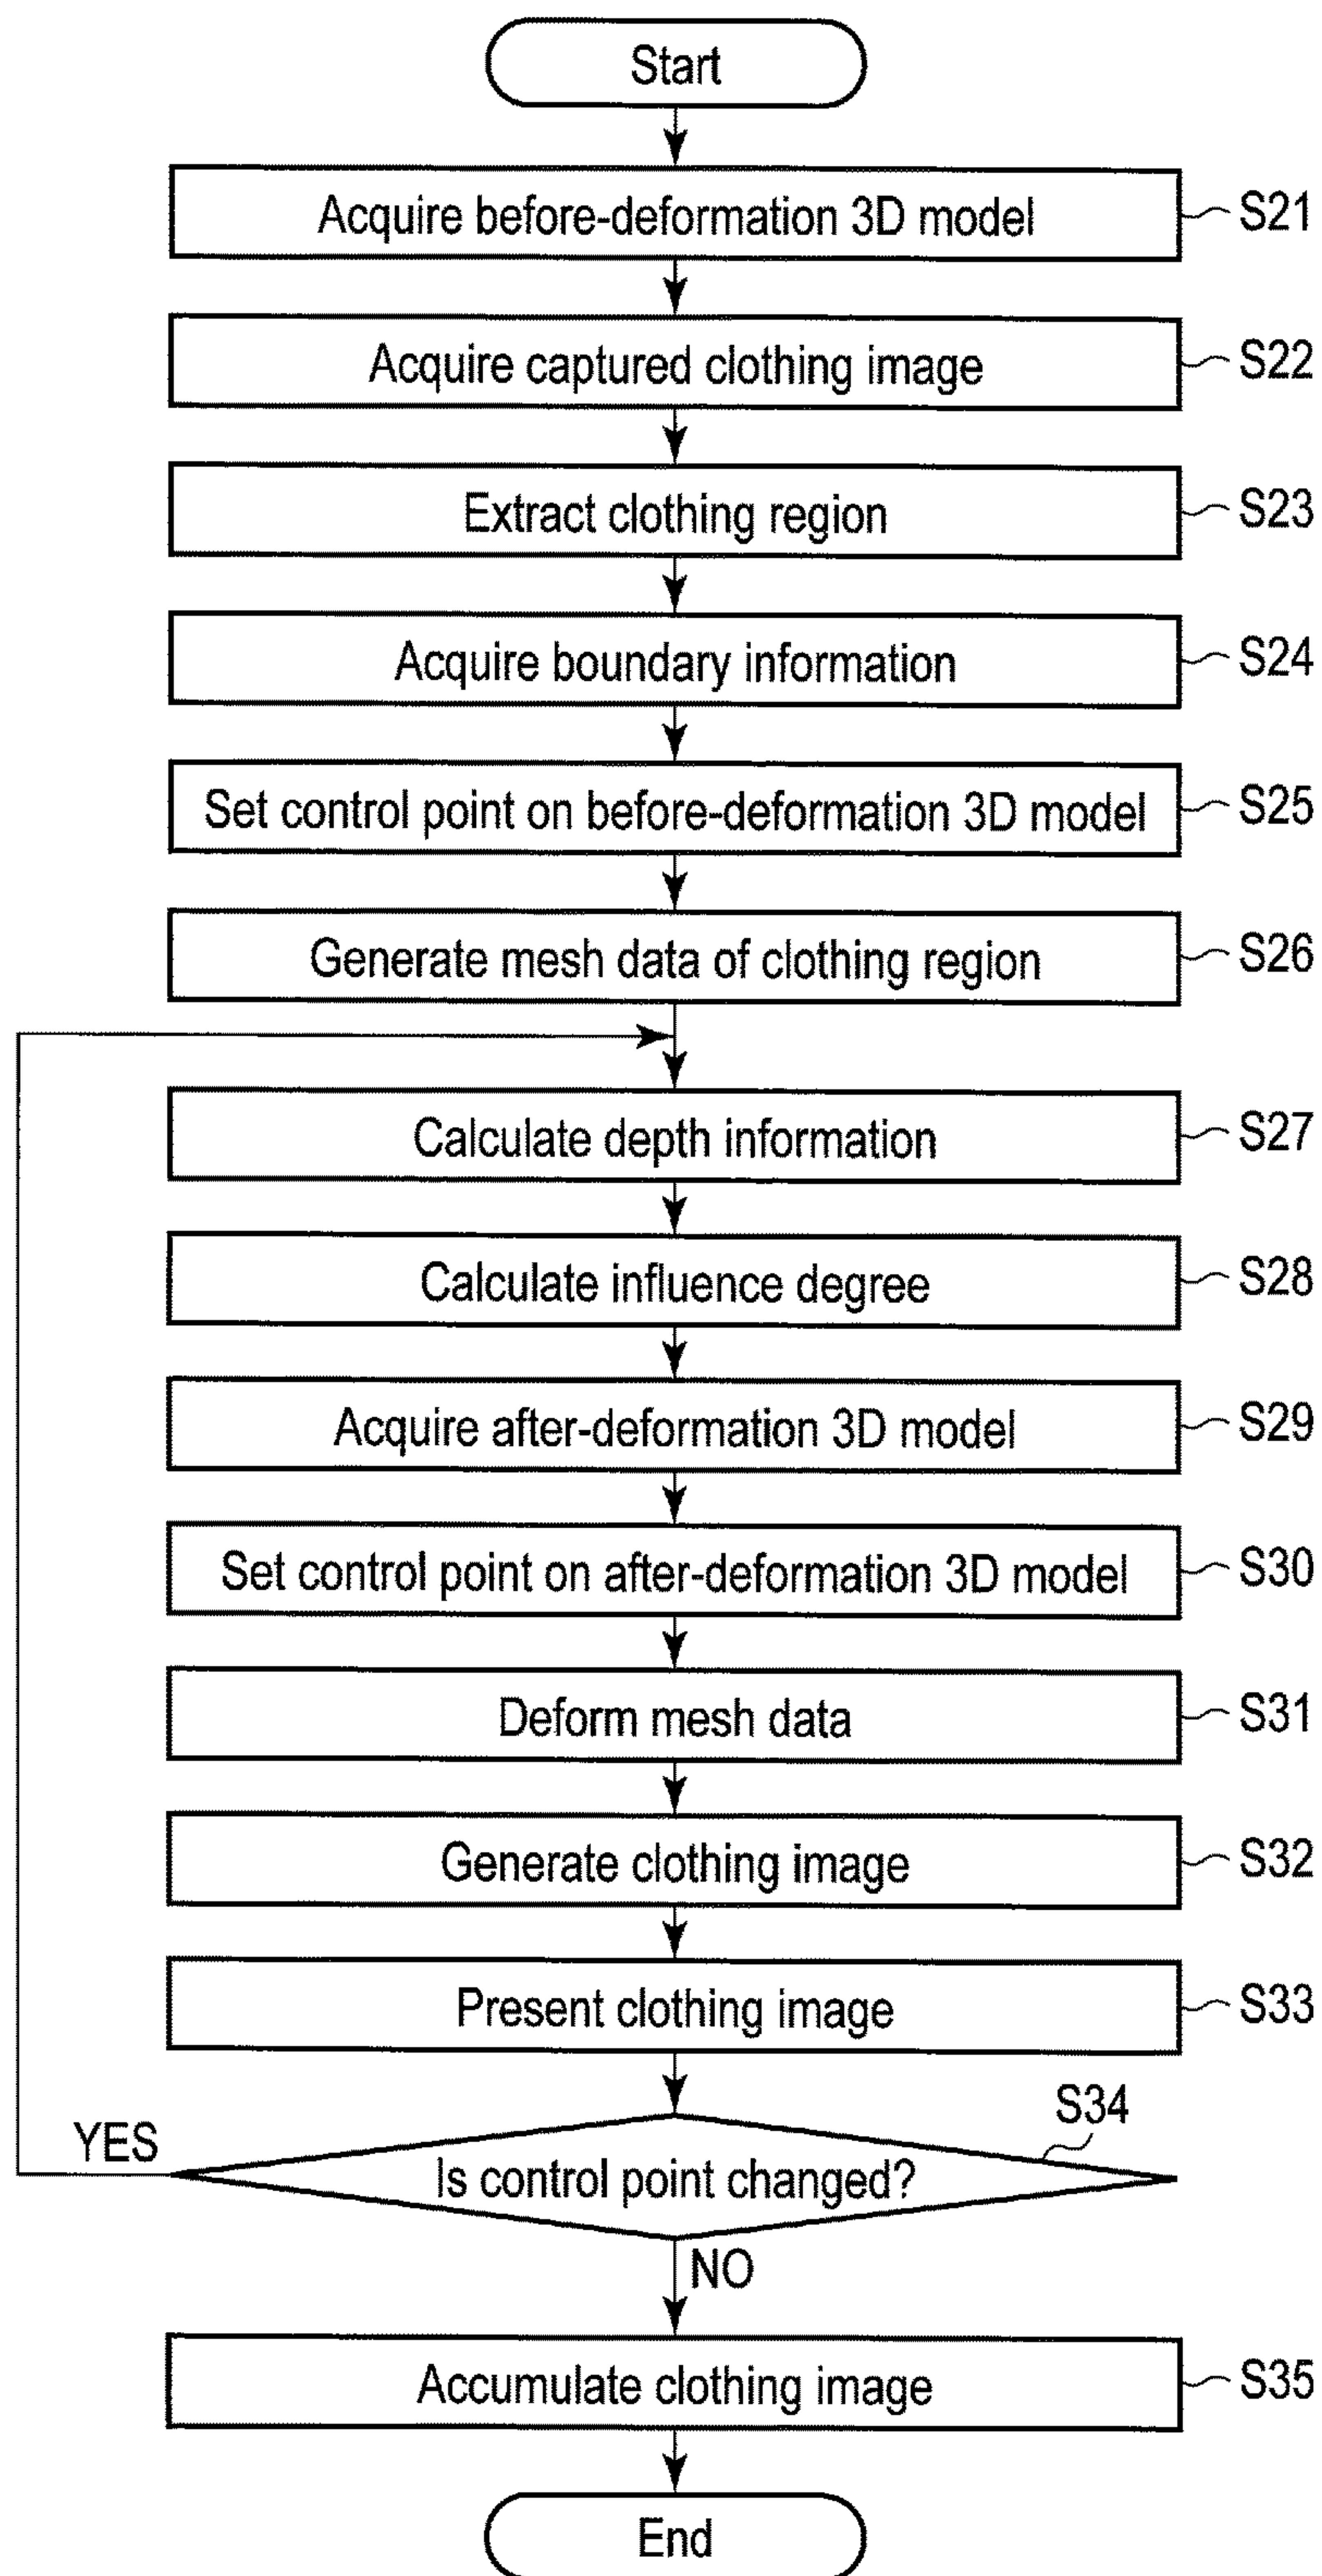 Start
Acquire before-deformation 3D model
S21
Acquire captured clothing image
S22
Extract clothing region
S23
Acquire boundary information
S24
Set control point on before-deformation 3D model
S25
Generate mesh data of clothing region
S26
Calculate depth information
S27
Calculate influence degree
S28
Acquire after-deformation 3D model
S29
Set control point on after-deformation 3D model
S30
Deform mesh data
S31
Generate clothing image
S32
Present clothing image
S33
S34
YES
Is control point changed?
NO
Accumulate clothing image
S35
End